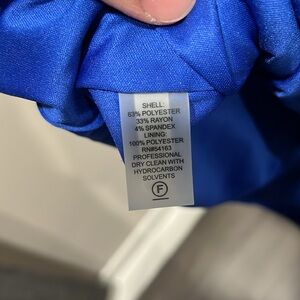 SHELL:
63% POLYESTER
33% RAYON
4% SPANDEX
LINING:
100% POLYESTER
RN#54163
PROFESSIONAL
DRY CLEAN WITH
HYDROCARBON
SOLVENTS
F